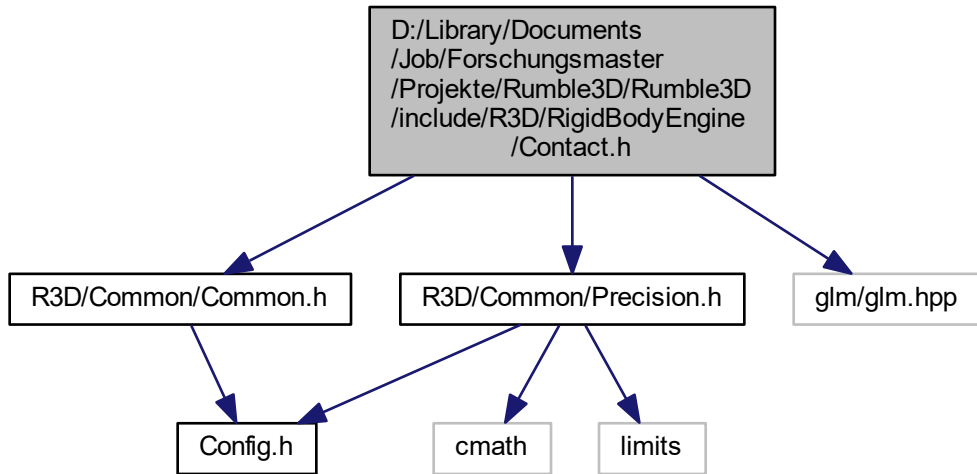 D:/Library/Documents
/Job/Forschungsmaster
/Projekte/Rumble3D/Rumble3D
/include/R3D/RigidBodyEngine
/Contact.h
R3D/Common/Common.h
R3D/Common/Precision.h
glm/glm.hpp
Config.h
cmath
limits